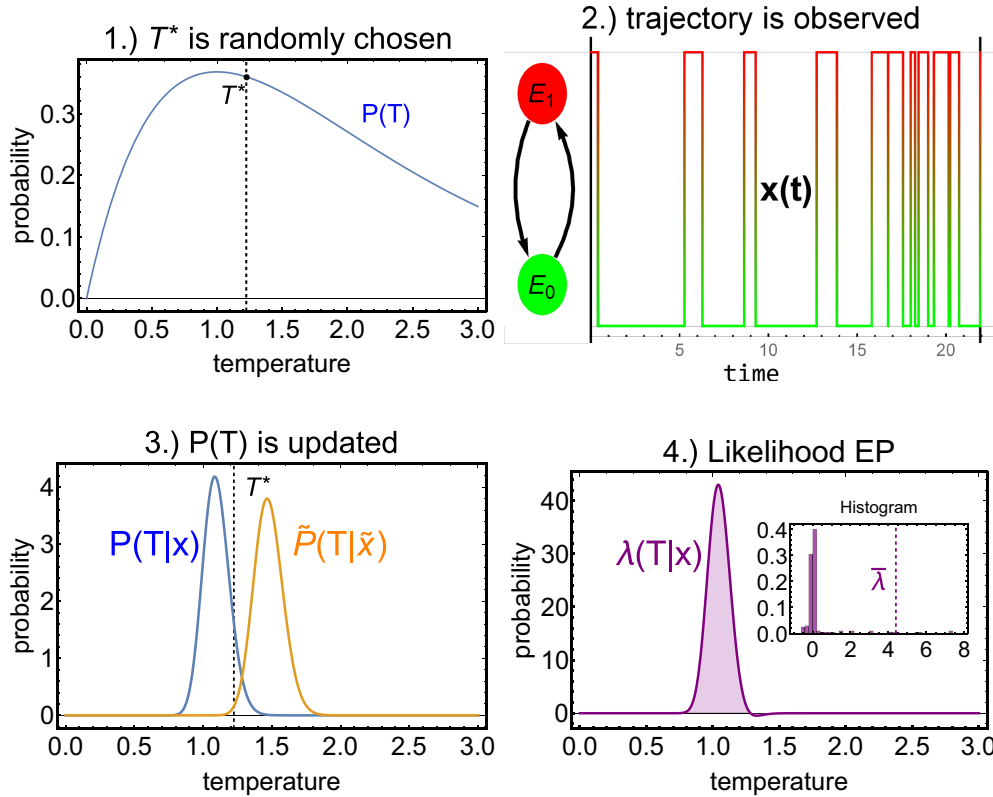 1.) T* is randomly chosen
0.3
0.2
0.1
0.0
probability
T*
P(T)
0.0 0.5 1.0 1.5 2.0 2.5 3.0
temperature
2.) trajectory is observed
E1
E0
x(t)
5 10 15 20
time
3.) P(T) is updated
4
3
2
1
0
probability
T*
P(T|x)
P̃(T|x̃)
0.0 0.5 1.0 1.5 2.0 2.5 3.0
temperature
4.) Likelihood EP
40
30
20
10
0
probability
λ(T|x)
Histogram
0.4
0.3
0.2
0.1
0.0
λ̅
0 2 4 6 8
0.0 0.5 1.0 1.5 2.0 2.5 3.0
temperature